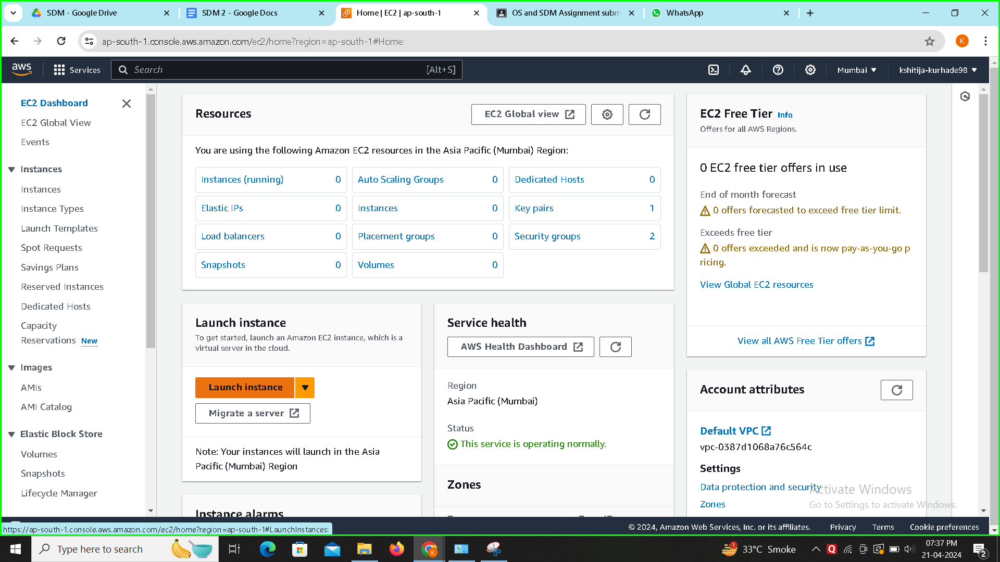 SDM - Google Drive
SDM 2 - Google Docs
Home | EC2 | ap-south-1
OS and SDM Assignment subm
WhatsApp
ap-south-1.console.aws.amazon.com/ec2/home?region=ap-south-1#Home:
K
aws
Services
Search
[Alt+S]
Mumbai
kshitija-kurhade98
EC2 Dashboard
EC2 Global View
Events
Instances
Instances
Instance Types
Launch Templates
Spot Requests
Savings Plans
Reserved Instances
Dedicated Hosts
Capacity
Reservations New
Images
AMIs
AMI Catalog
Elastic Block Store
Volumes
Snapshots
Lifecycle Manager
Resources
EC2 Global view
You are using the following Amazon EC2 resources in the Asia Pacific (Mumbai) Region:
Instances (running) 0
Auto Scaling Groups 0
Dedicated Hosts 0
Elastic IPs 0
Instances 0
Key pairs 1
Load balancers 0
Placement groups 0
Security groups 2
Snapshots 0
Volumes 0
Launch instance
To get started, launch an Amazon EC2 instance, which is a
virtual server in the cloud.
Launch instance
Migrate a server
Note: Your instances will launch in the Asia
Pacific (Mumbai) Region
Instance alarms
Service health
AWS Health Dashboard
Region
Asia Pacific (Mumbai)
Status
This service is operating normally.
Zones
EC2 Free Tier Info
Offers for all AWS Regions.
0 EC2 free tier offers in use
End of month forecast
0 offers forecasted to exceed free tier limit.
Exceeds free tier
0 offers exceeded and is now pay-as-you-go p
ricing.
View Global EC2 resources
View all AWS Free Tier offers
Account attributes
Default VPC
vpc-0387d1068a76c564c
Settings
Data protection and security
Zones
Activate Windows
Go to Settings to activate Windows.
https://ap-south-1.console.aws.amazon.com/ec2/home?region=ap-south-1#LaunchInstances:
© 2024, Amazon Web Services, Inc. or its affiliates.
Privacy
Terms
Cookie preferences
Type here to search
K
1
33°C Smoke
Q
07:37 PM
21-04-2024
2